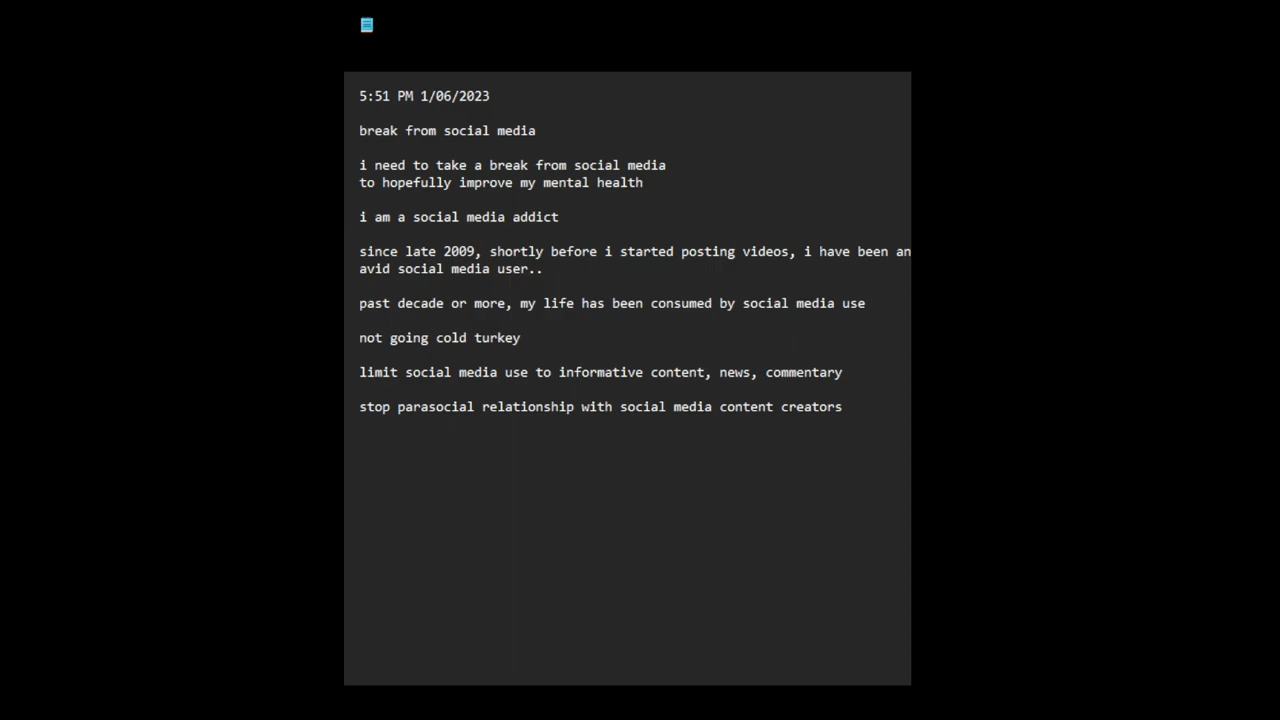 5:51 PM 1/06/2023
break from social media
i need to take a break from social media
to hopefully improve my mental health
i am a social media addict
since late 2009, shortly before i started posting videos, i have been an
avid social media user..
past decade or more, my life has been consumed by social media use
not going cold turkey
limit social media use to informative content, news, commentary
stop parasocial relationship with social media content creators